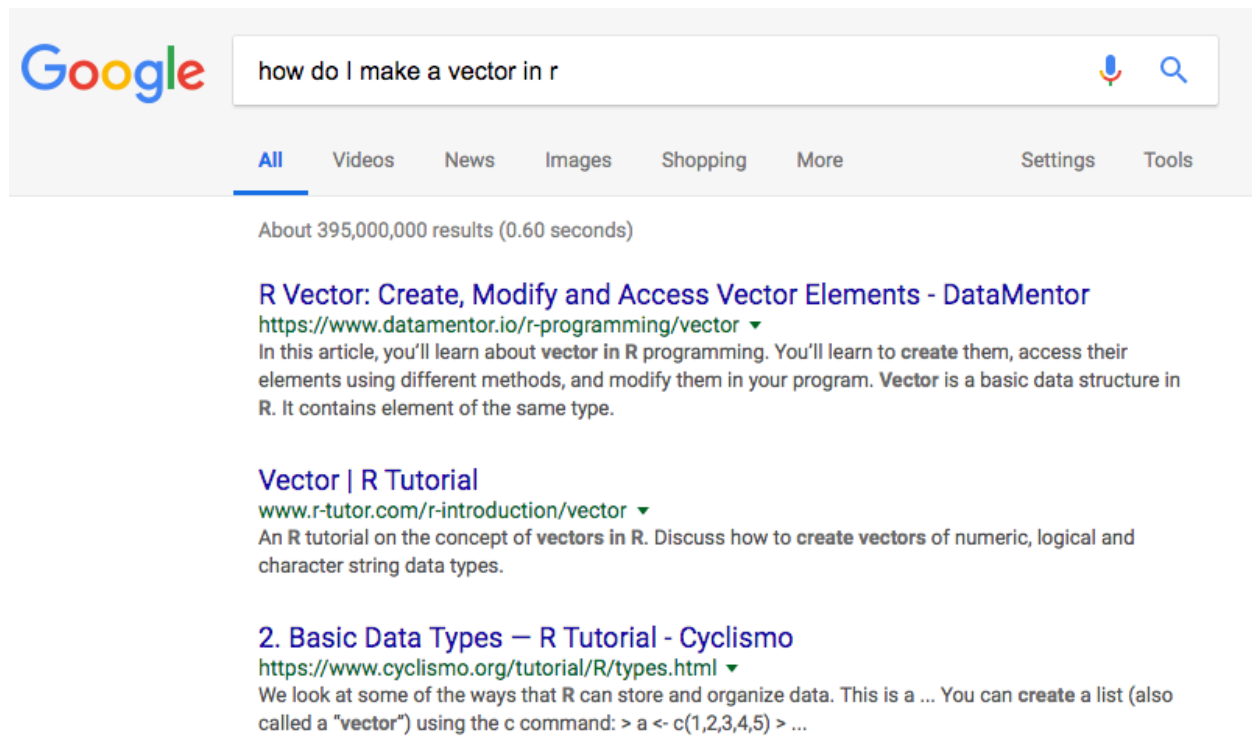 Google
how do I make a vector in r
All Videos News Images Shopping More Settings Tools
About 395,000,000 results (0.60 seconds)
R Vector: Create, Modify and Access Vector Elements - DataMentor
https://www.datamentor.io/r-programming/vector
In this article, you'll learn about vector in R programming. You'll learn to create them, access their
elements using different methods, and modify them in your program. Vector is a basic data structure in
R. It contains element of the same type.
Vector | R Tutorial
www.r-tutor.com/r-introduction/vector
An R tutorial on the concept of vectors in R. Discuss how to create vectors of numeric, logical and
character string data types.
2. Basic Data Types — R Tutorial - Cyclismo
https://www.cyclismo.org/tutorial/R/types.html
We look at some of the ways that R can store and organize data. This is a ... You can create a list (also
called a “vector”) using the c command: > a <- c(1,2,3,4,5) > ...